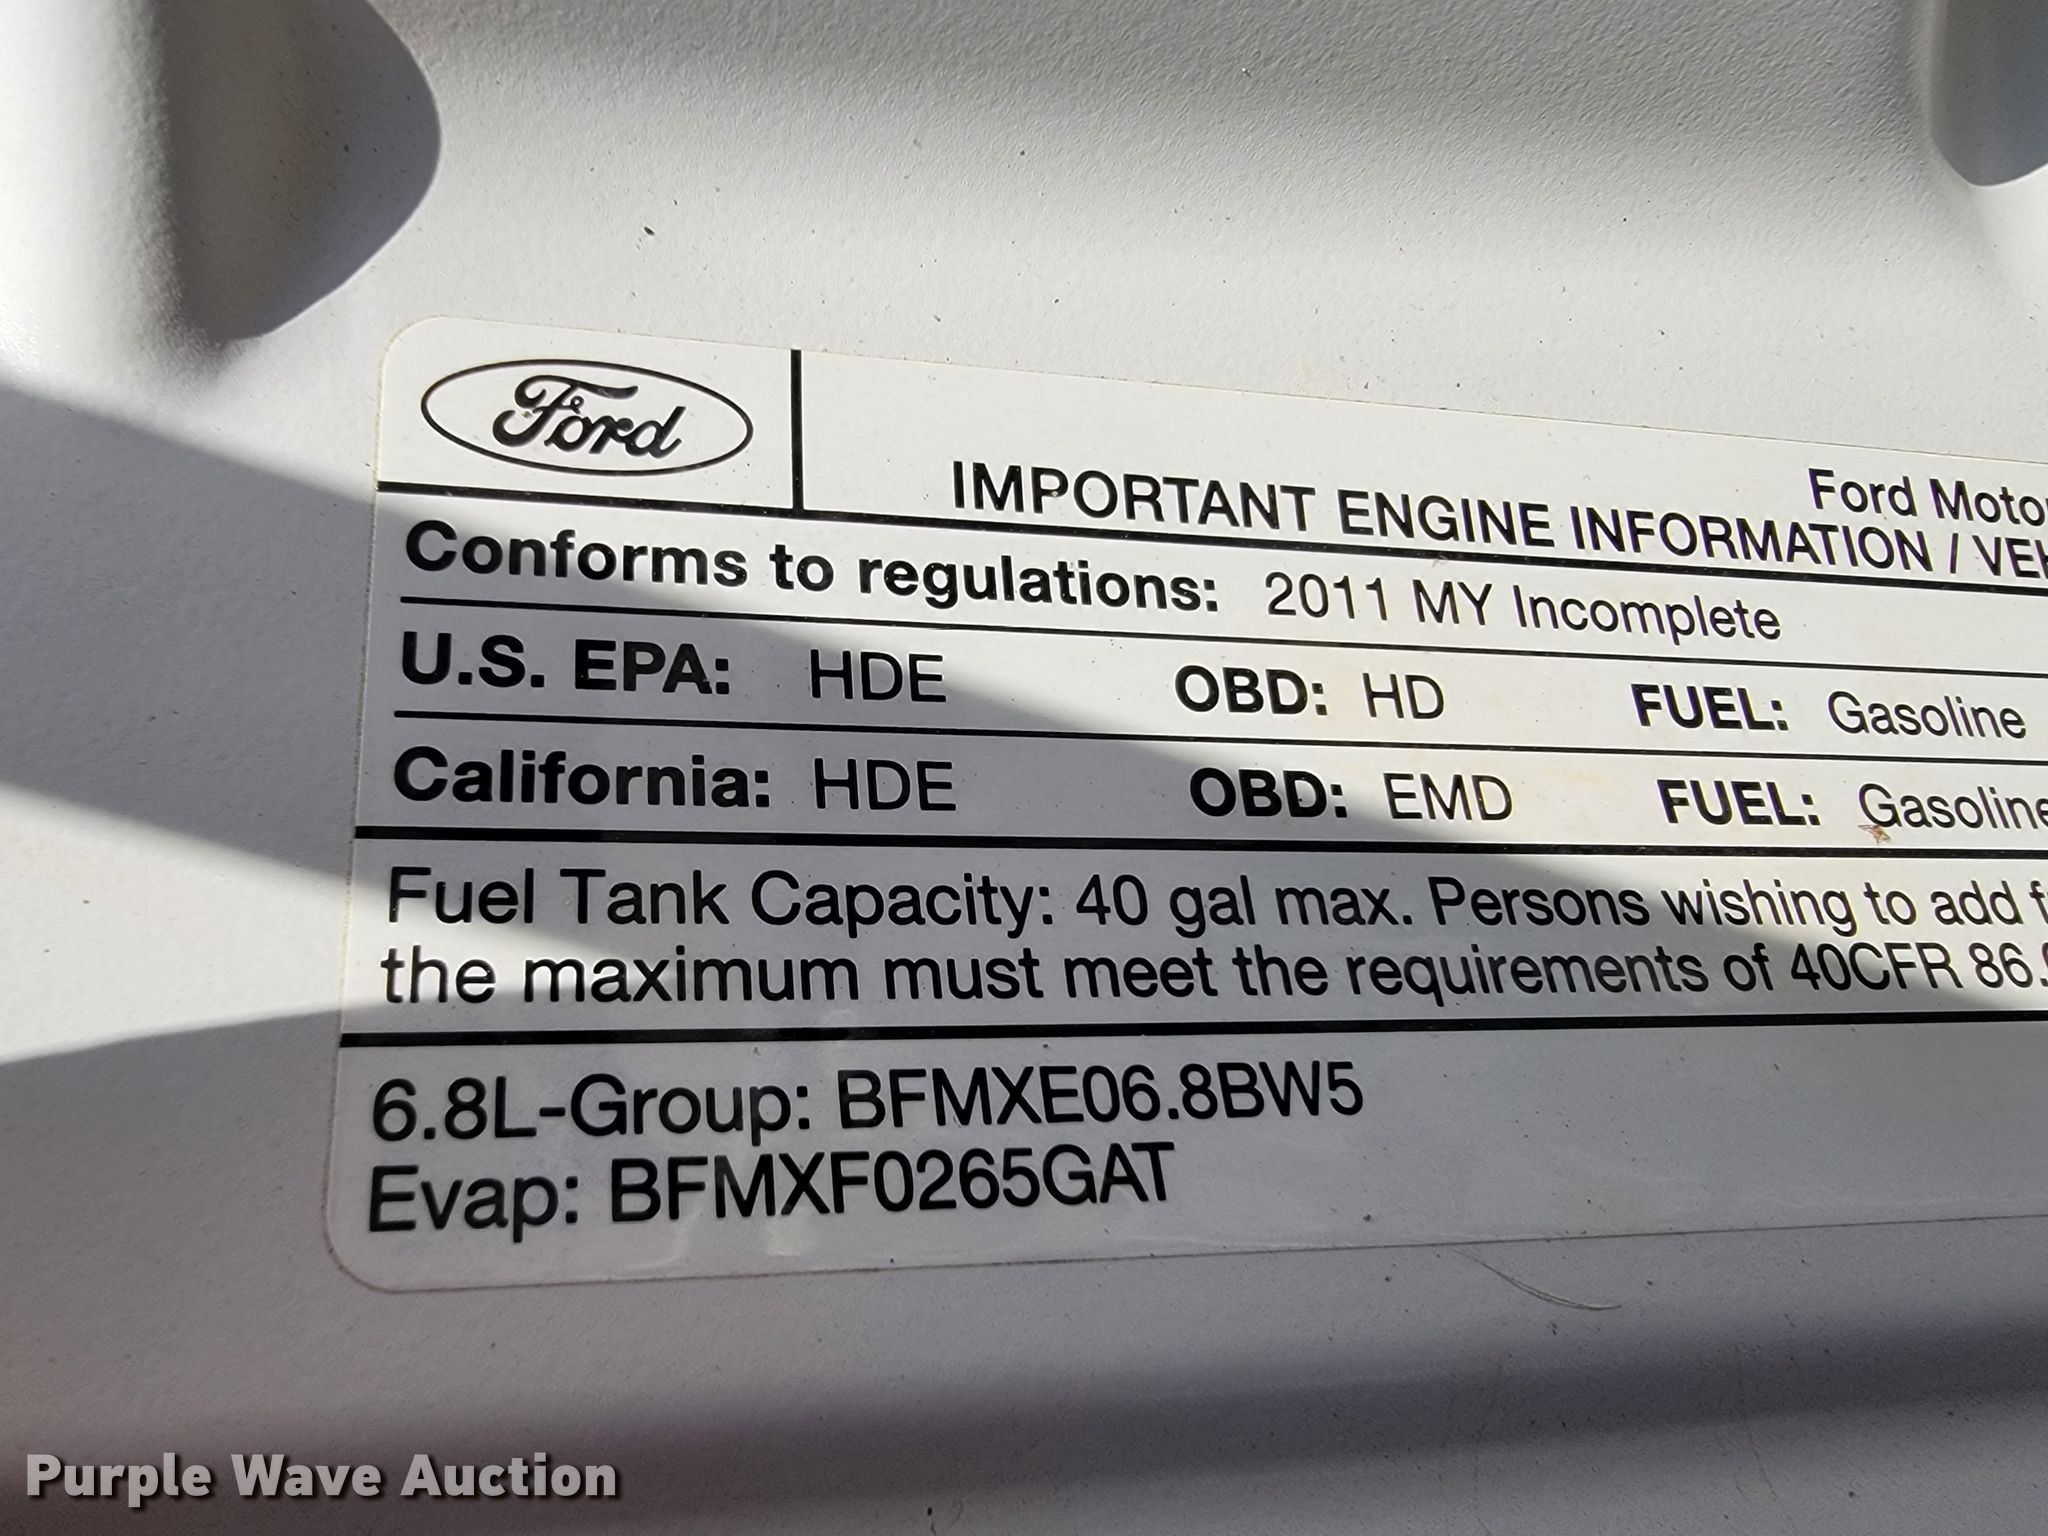 Ford
Ford Motor
IMPORTANT ENGINE INFORMATION /
Conforms to regulations: 2011 MY Incomplete
U.S. EPA: HDE OBD: HD FUEL: Gasoline
California: HDE OBD: EMD FUEL: Gasoline
Fuel Tank Capacity: 40 gal max. Persons wishing to add
the maximum must meet the requirements of 40CFR 86.
6.8L-Group: BFMXE06.8BW5
Evap: BFMXF0265GAT
Purple Wave Auction